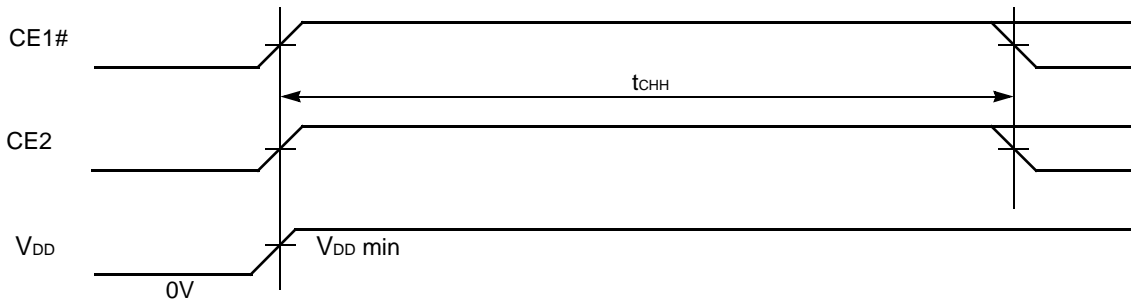 CE1#
tCHH
CE2
VDD
VDD min
0V